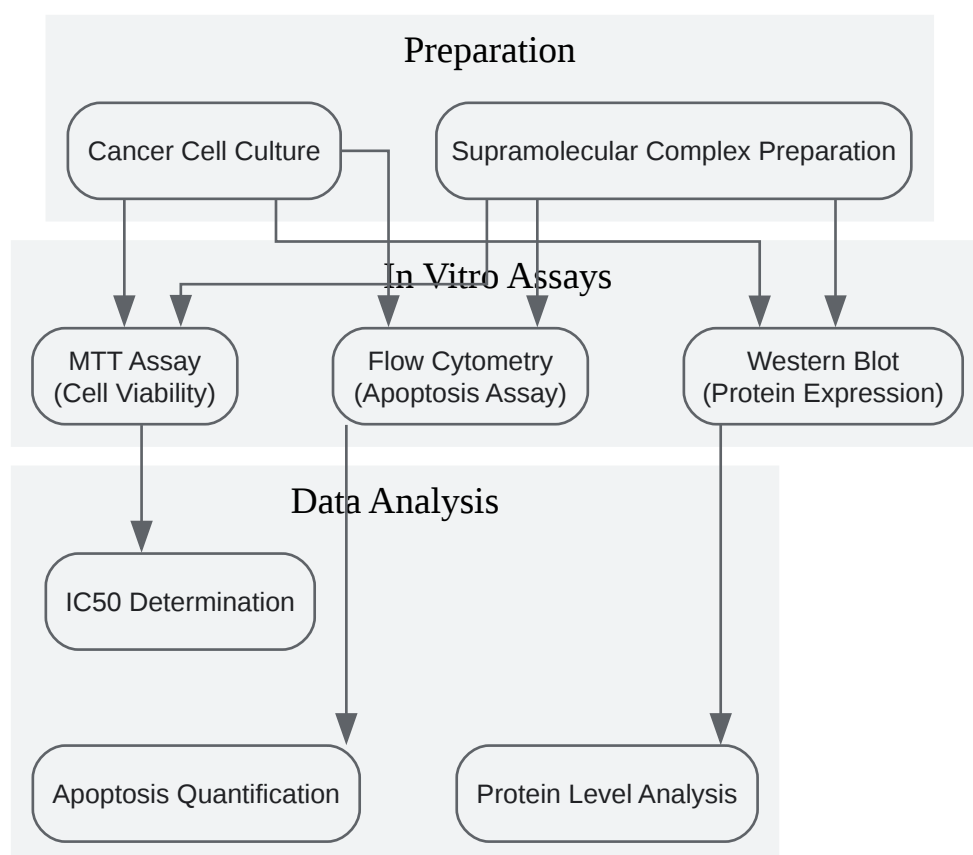 Preparation
Cancer Cell Culture
Supramolecular Complex Preparation
In Vitro Assays
MTT Assay
(Cell Viability)
Flow Cytometry
(Apoptosis Assay)
Western Blot
(Protein Expression)
Data Analysis
IC50 Determination
Apoptosis Quantification
Protein Level Analysis